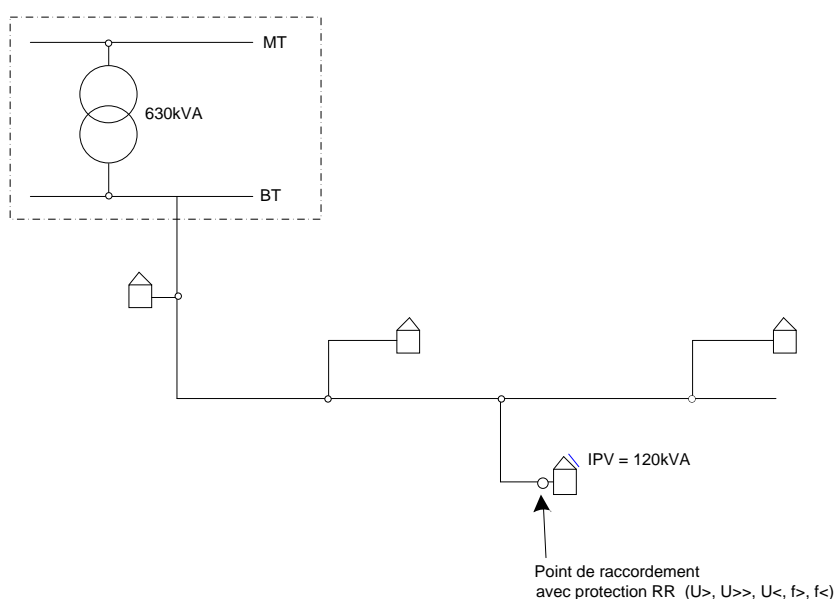 MT
630kVA
BT
IPV = 120kVA
Point de raccordement
avec protection RR (U>, U>>, U<, f>, f<)